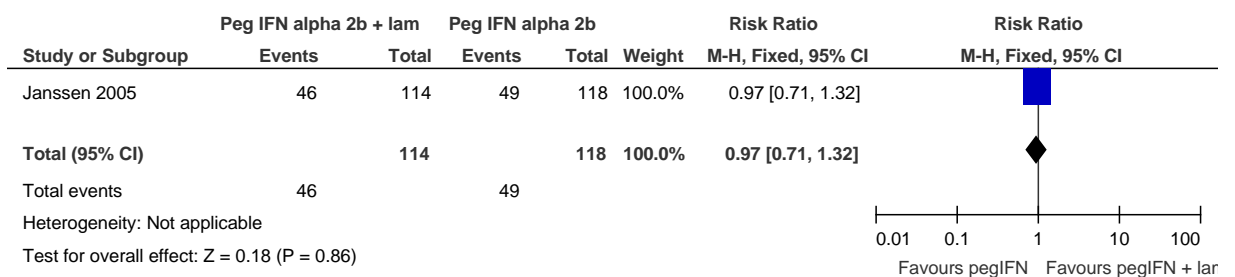 Peg IFN alpha 2b + lam Peg IFN alpha 2b Risk Ratio Risk Ratio
Study or Subgroup Events Total Events Total Weight M-H, Fixed, 95% CI M-H, Fixed, 95% CI
Janssen 2005 46 114 49 118 100.0% 0.97 [0.71, 1.32]
Total (95% CI) 114 118 100.0% 0.97 [0.71, 1.32]
Total events 46 49
Heterogeneity: Not applicable
Test for overall effect: Z = 0.18 (P = 0.86)
0.01 0.1 1 10 100
Favours pegIFN Favours pegIFN + lar